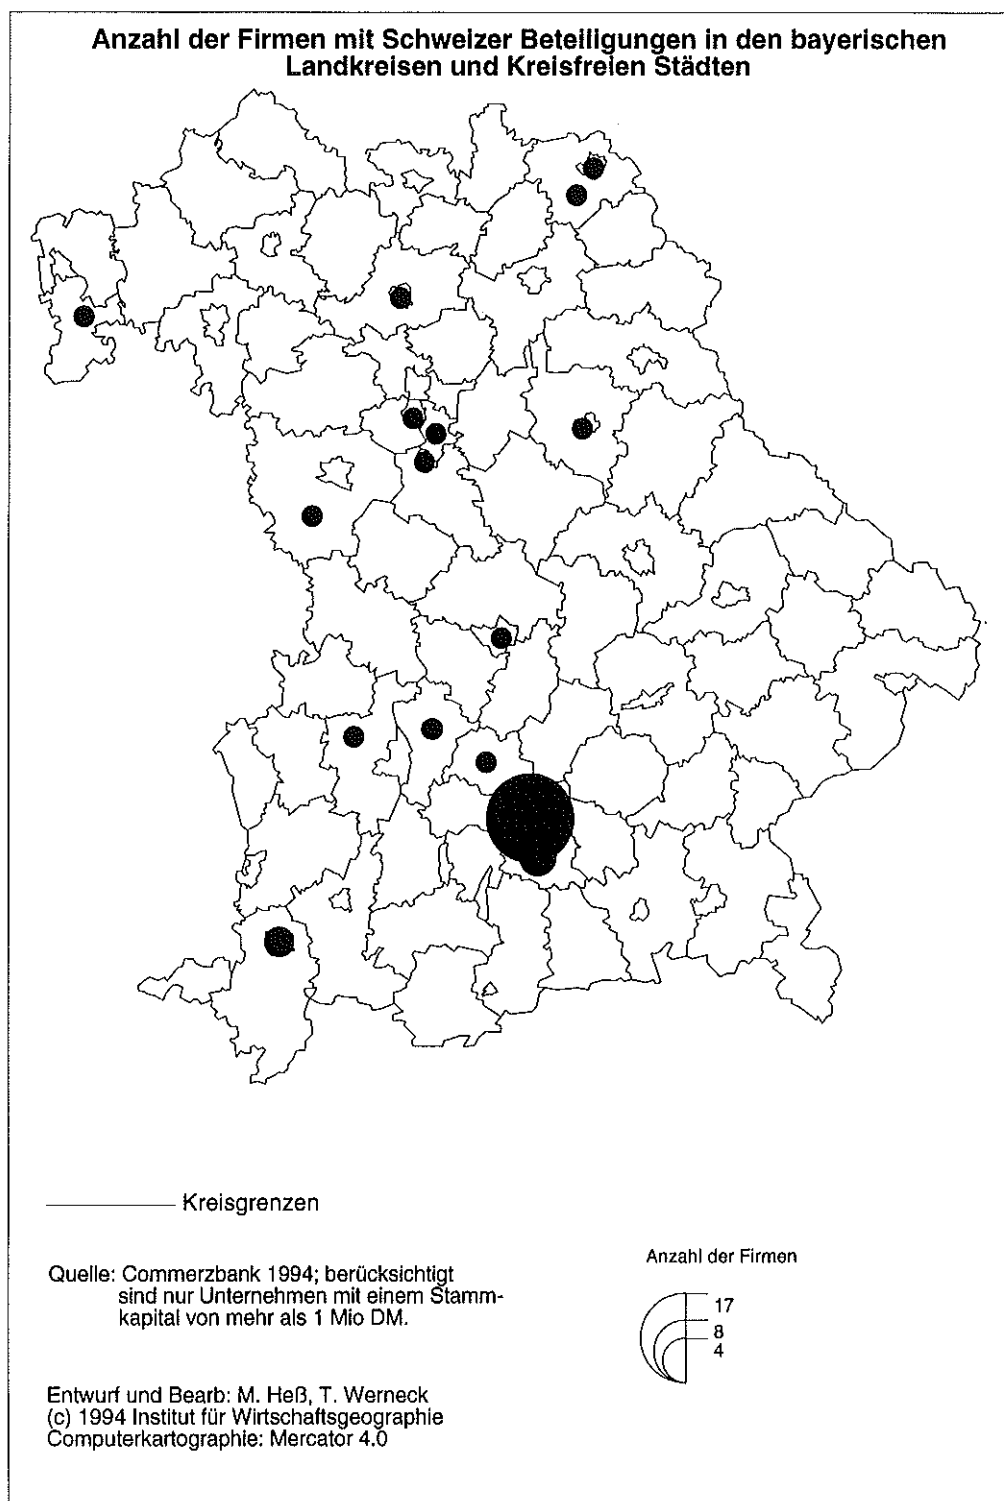 Anzahl der Firmen mit Schweizer Beteiligungen in den bayerischen
Landkreisen und Kreisfreien Städten
Kreisgrenzen
Quelle: Commerzbank 1994; berücksichtigt
sind nur Unternehmen mit einem Stamm-
kapital von mehr als 1 Mio DM.
Entwurf und Bearb: M. Heß, T. Werneck
(c) 1994 Institut für Wirtschaftsgeographie
Computerkartographie: Mercator 4.0
Anzahl der Firmen
17
8
4